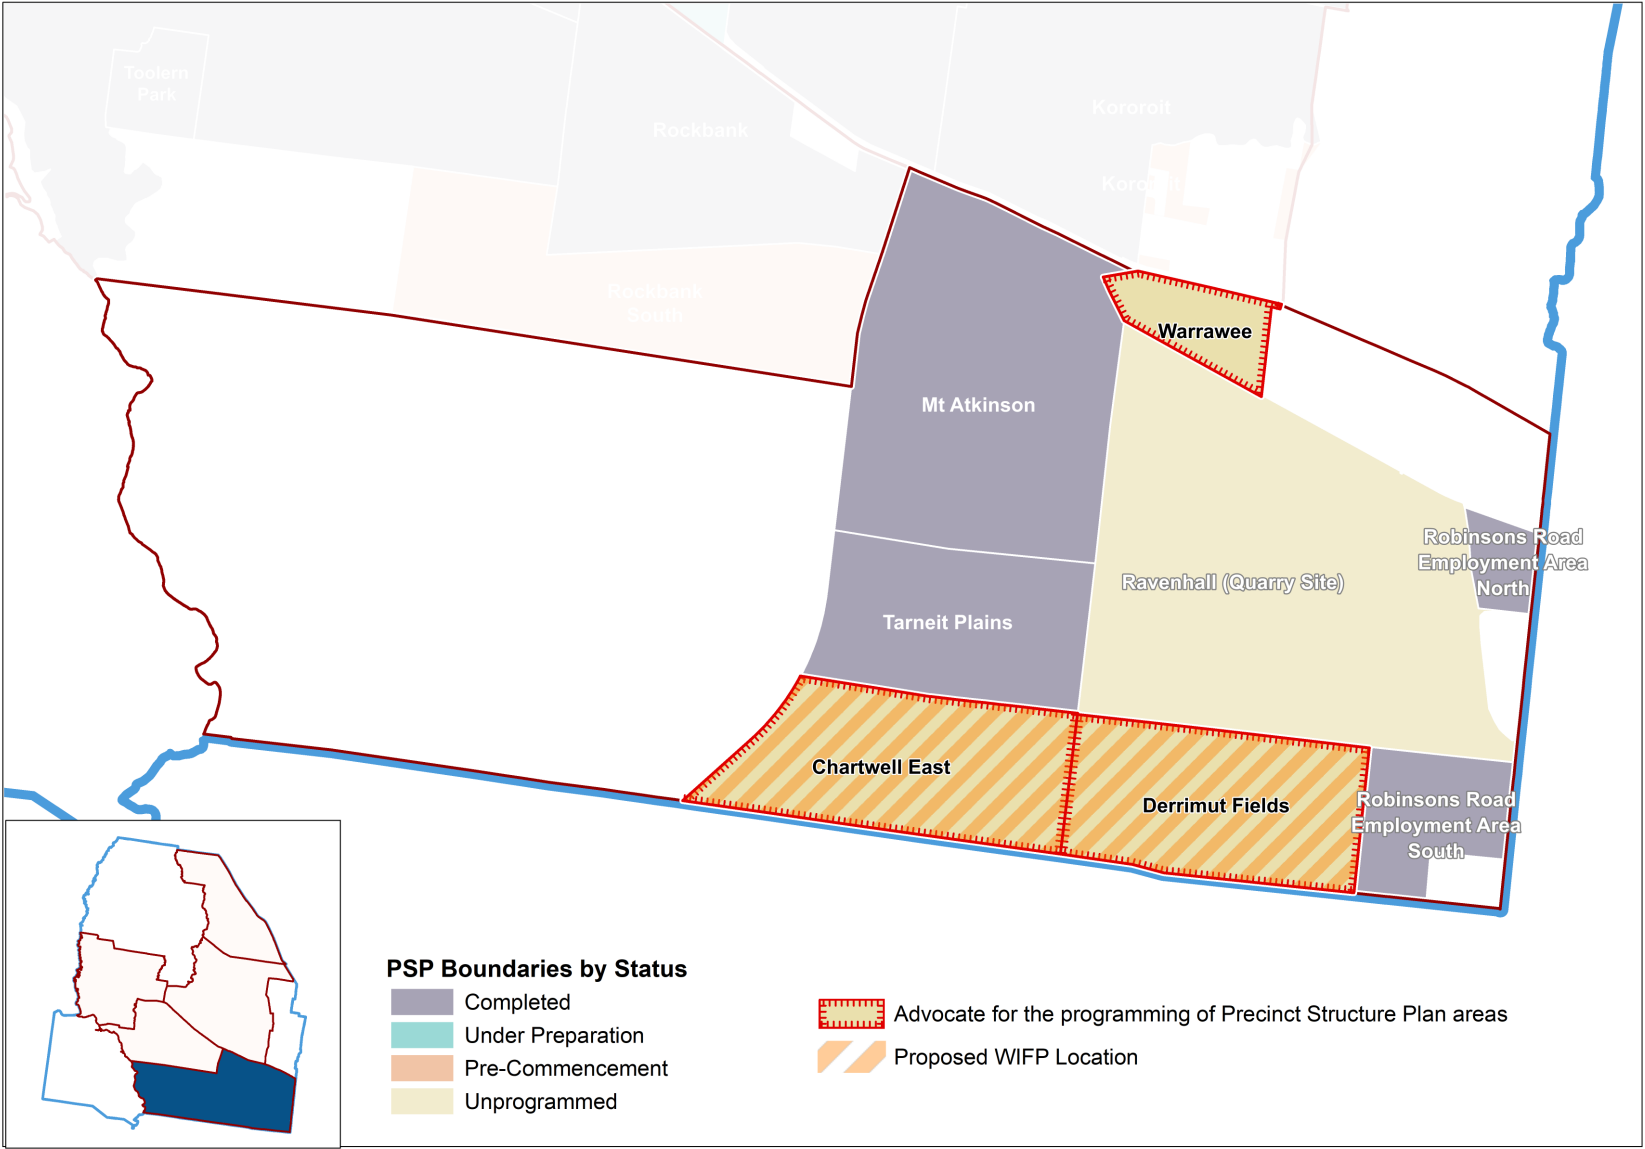 Toolern
Park
Rockbank
Kororoit
Kororoit
Rockbank
South
Warrawee
Mt Atkinson
Robinsons Road
Employment Area
North
Ravenhall (Quarry Site)
Tarneit Plains
Chartwell East
Derrimut Fields
Robinsons Road
Employment Area
South
PSP Boundaries by Status
Completed
Under Preparation
Pre-Commencement
Unprogrammed
Advocate for the programming of Precinct Structure Plan areas
Proposed WIFP Location